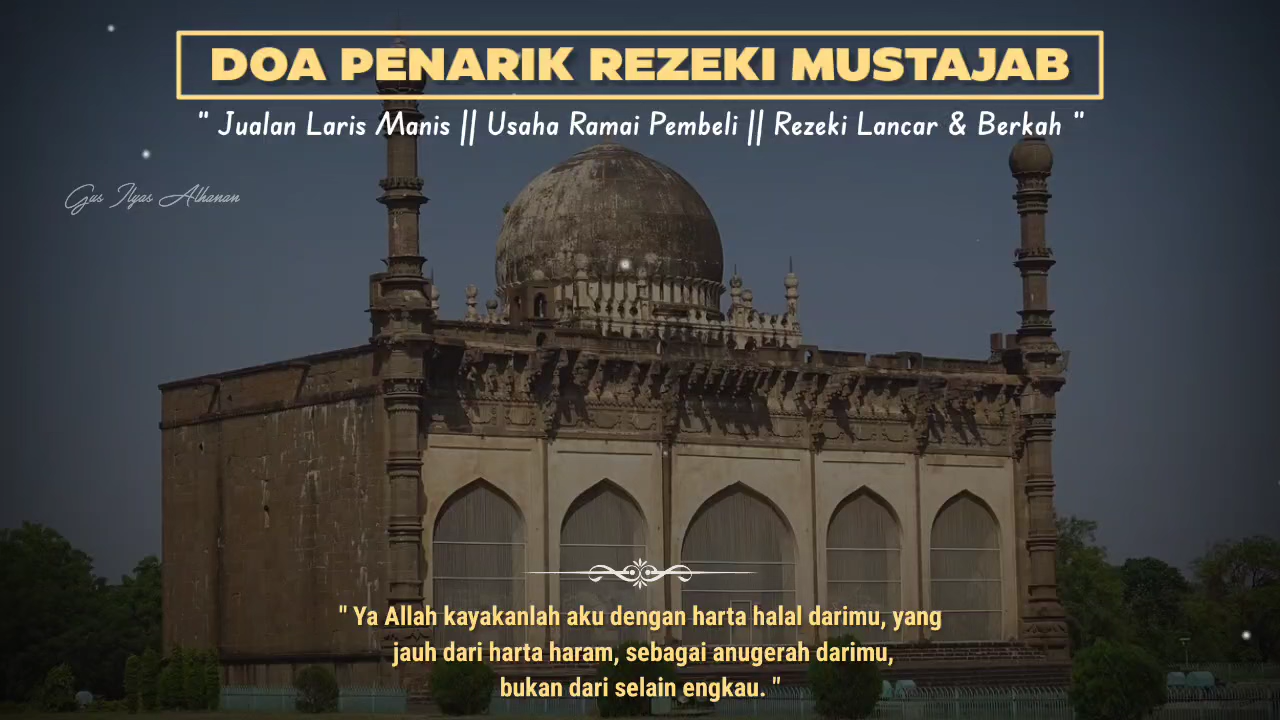 DOA PENARIK REZEKI MUSTAJAB
" Jualan Laris Manis || Usaha Ramai Pembeli || Rezeki Lancar & Berkah "
Gus Ilyas Alhanan
" Ya Allah kayakanlah aku dengan harta halal darimu, yang
jauh dari harta haram, sebagai anugerah darimu,
bukan dari selain engkau. "